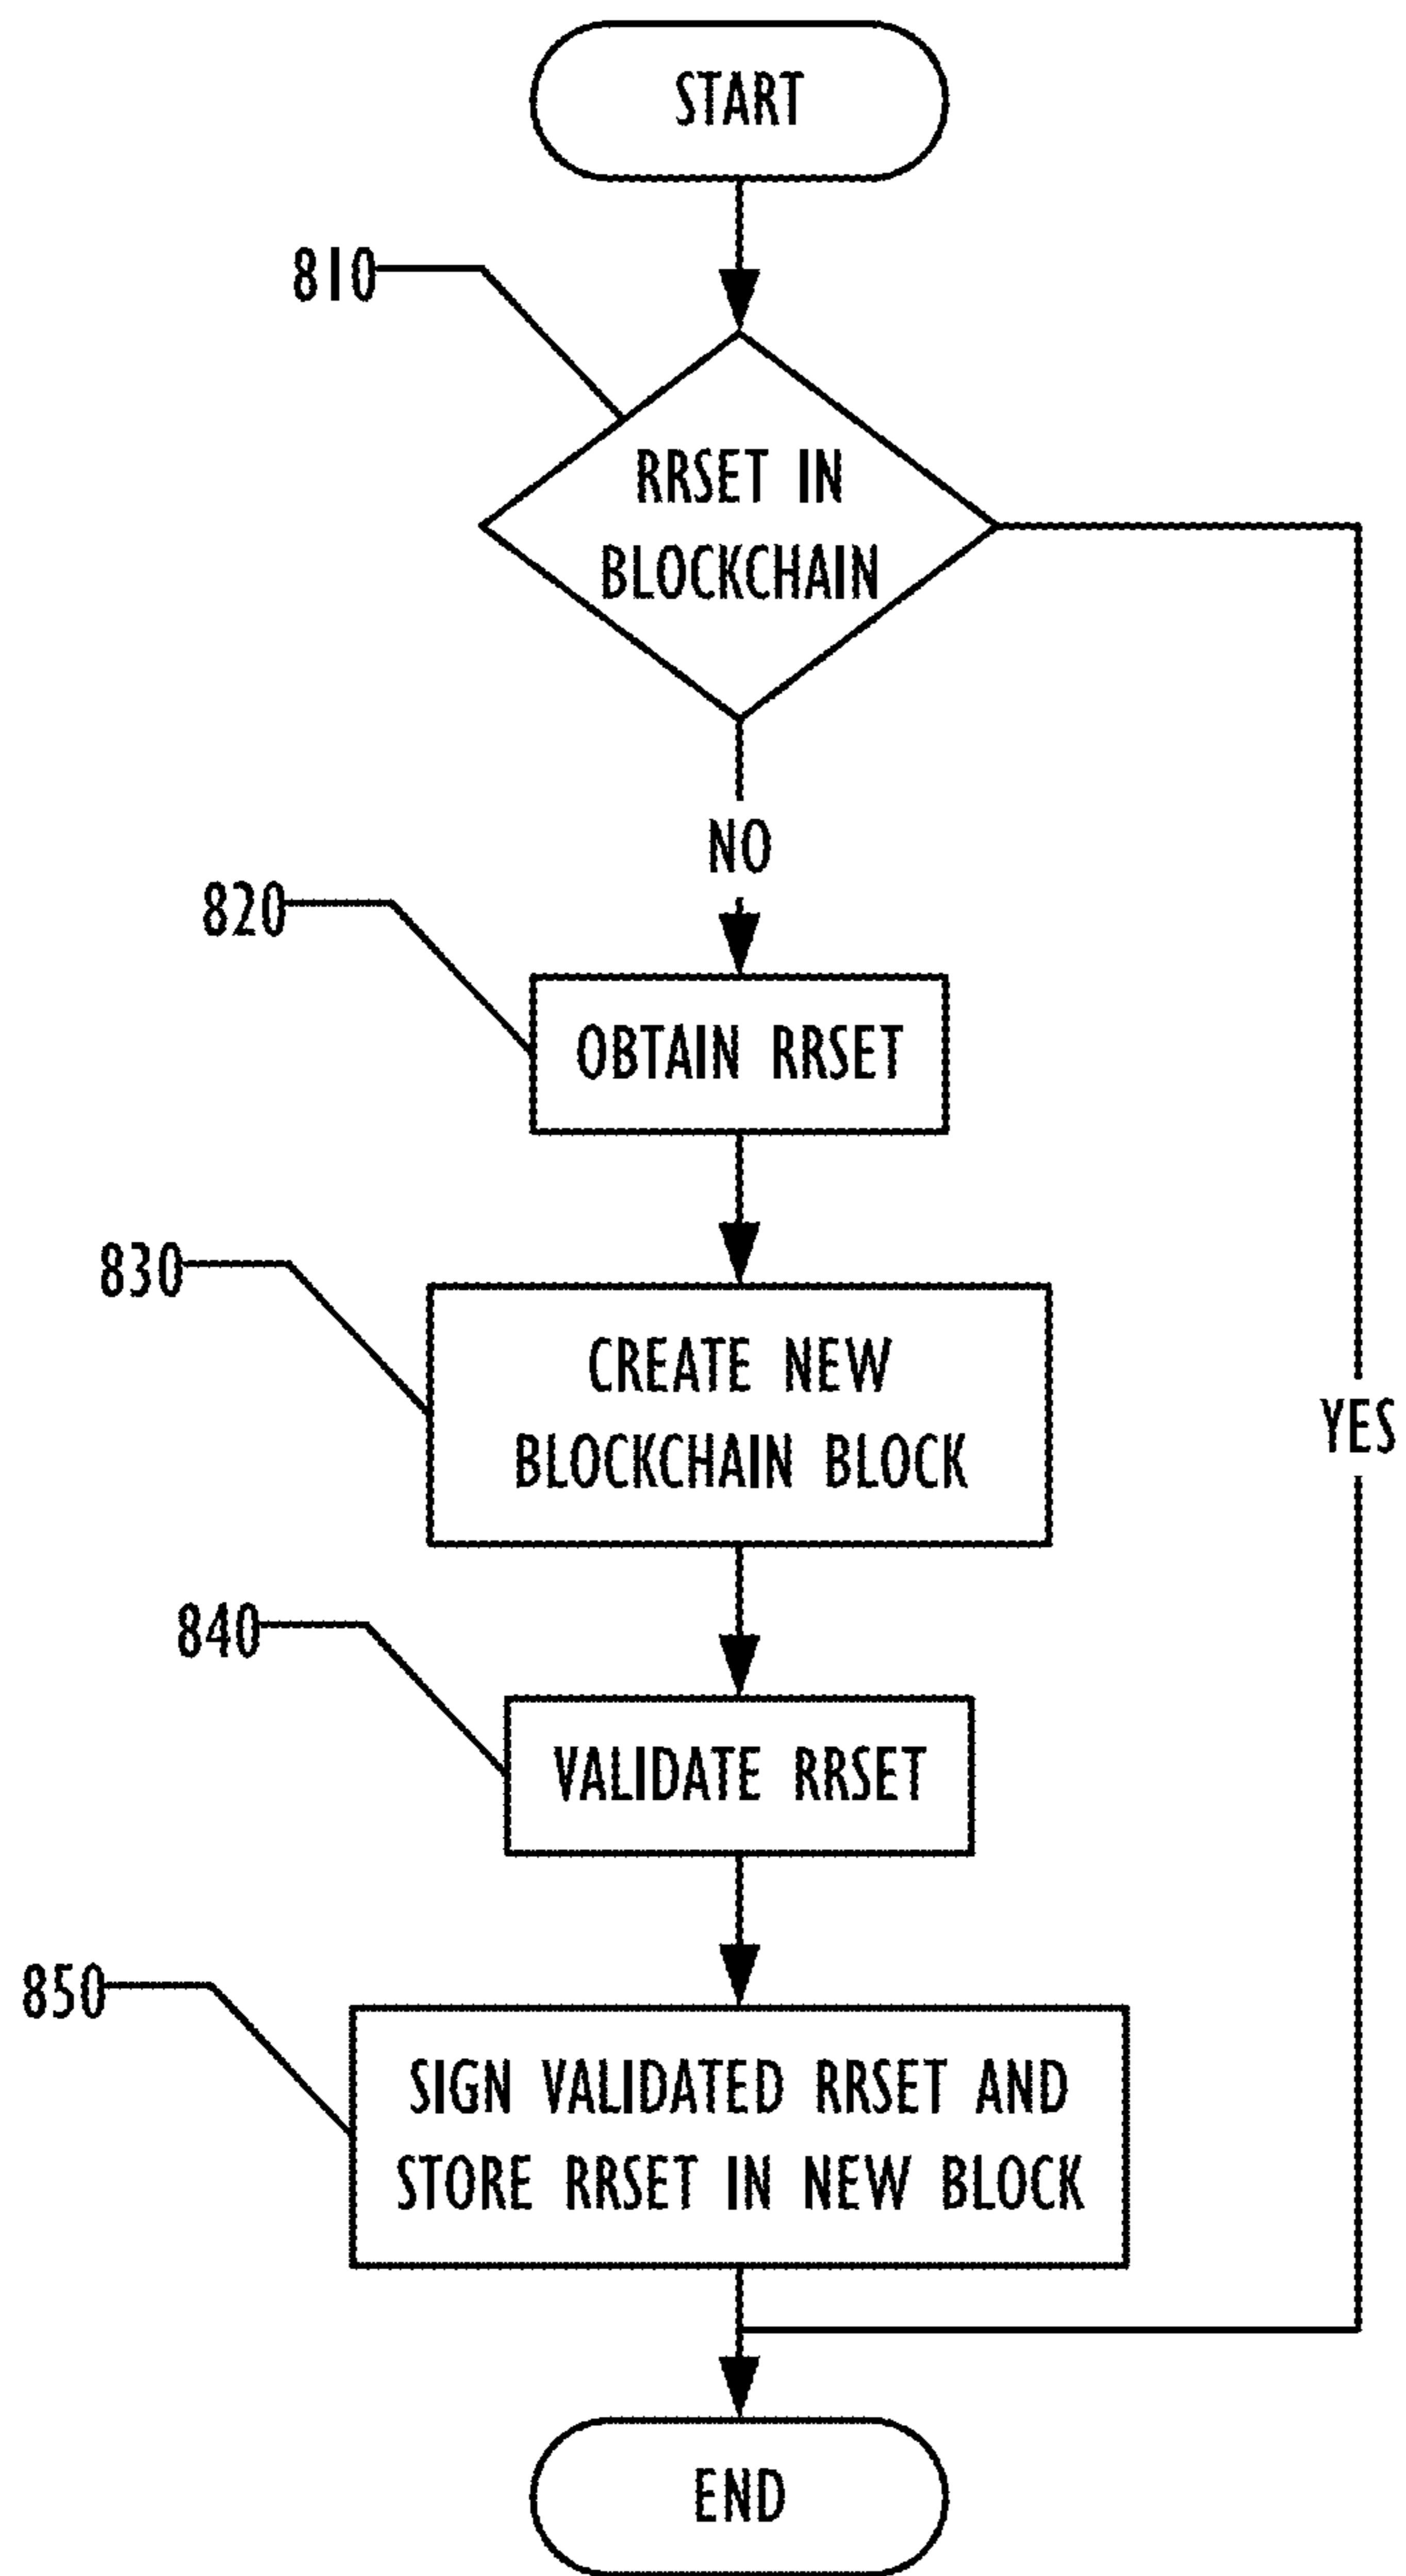 START
810
RRSET IN
BLOCKCHAIN
NO
820
OBTAIN RRSET
830
CREATE NEW
BLOCKCHAIN BLOCK
YES
840
VALIDATE RRSET
850
SIGN VALIDATED RRSET AND
STORE RRSET IN NEW BLOCK
END